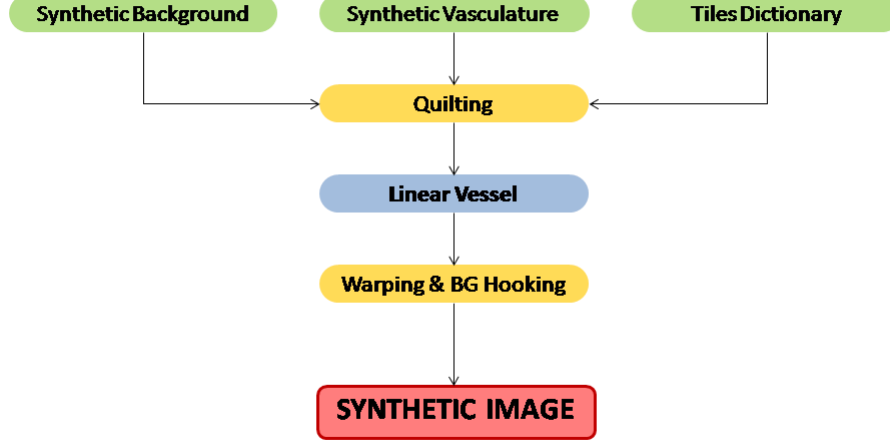 Synthetic Background
Synthetic Vasculature
Tiles Dictionary
Quilting
Linear Vessel
Warping & BG Hooking
SYNTHETIC IMAGE